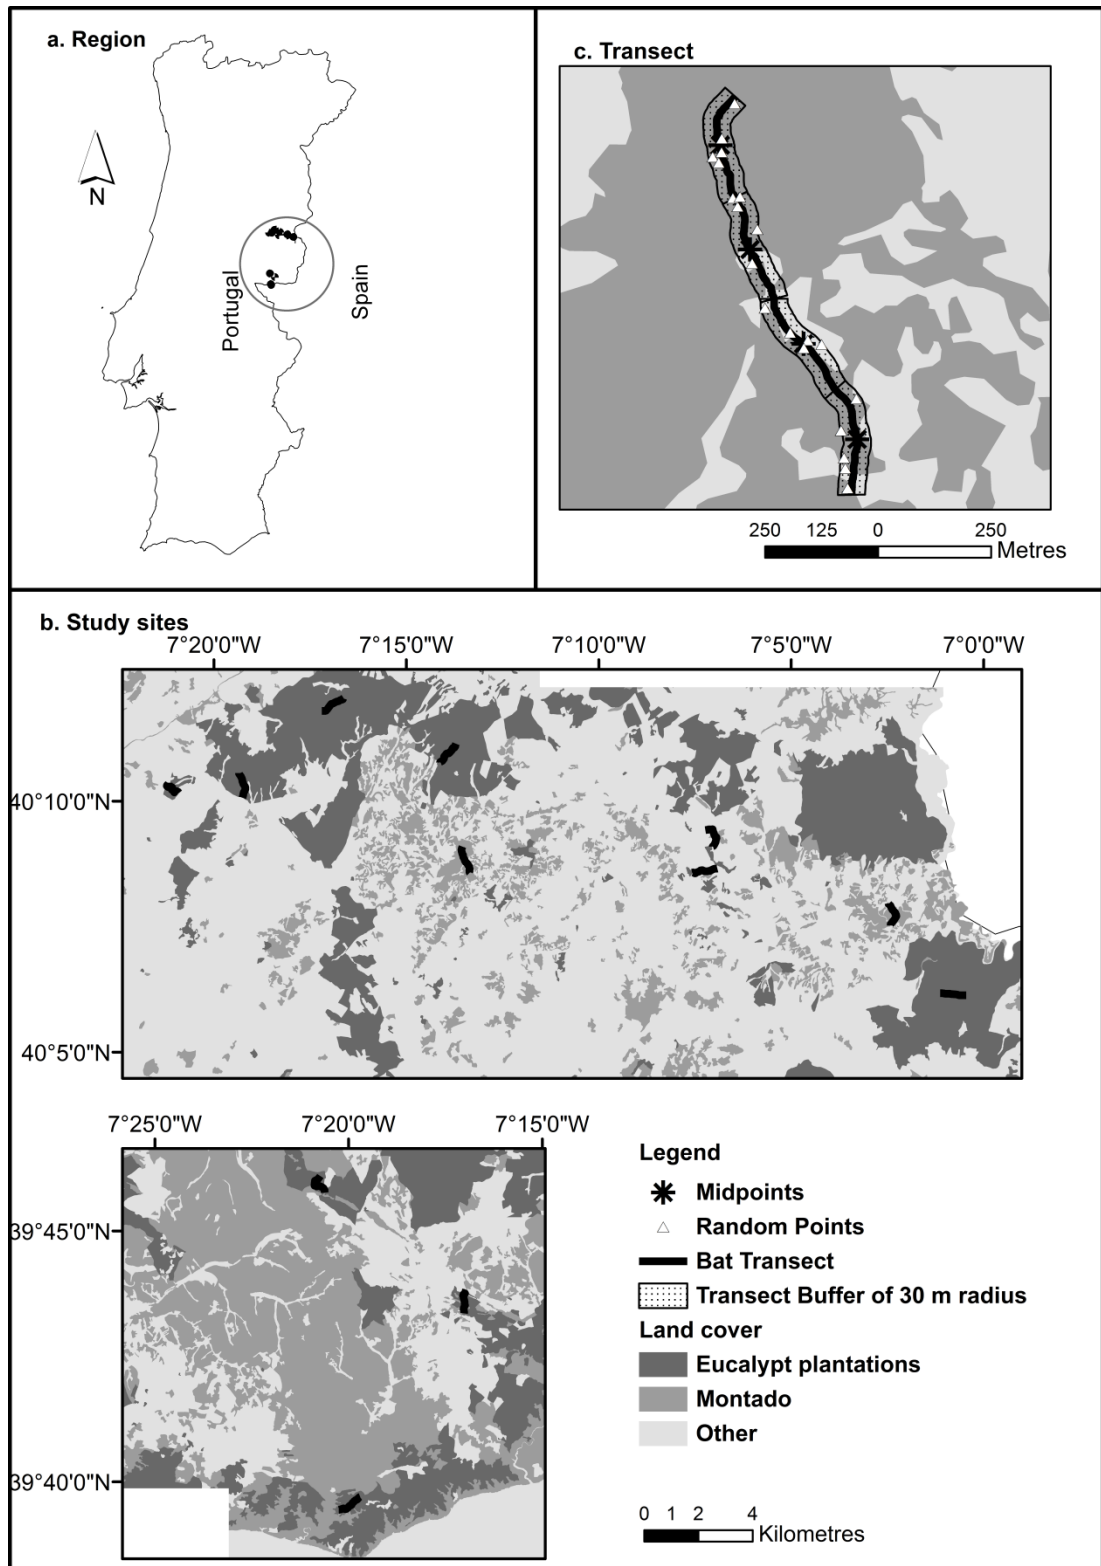 a. Region
N
Portugal
Spain
c. Transect
250 125 0 250
Metres
b. Study sites
7°20'0"W 7°15'0"W 7°10'0"W 7°5'0"W 7°0'0"W
40°10'0"N
40°5'0"N
7°25'0"W 7°20'0"W 7°15'0"W
39°45'0"N
39°40'0"N
Legend
Midpoints
Random Points
Bat Transect
Transect Buffer of 30 m radius
Land cover
Eucalypt plantations
Montado
Other
0 1 2 4
Kilometres